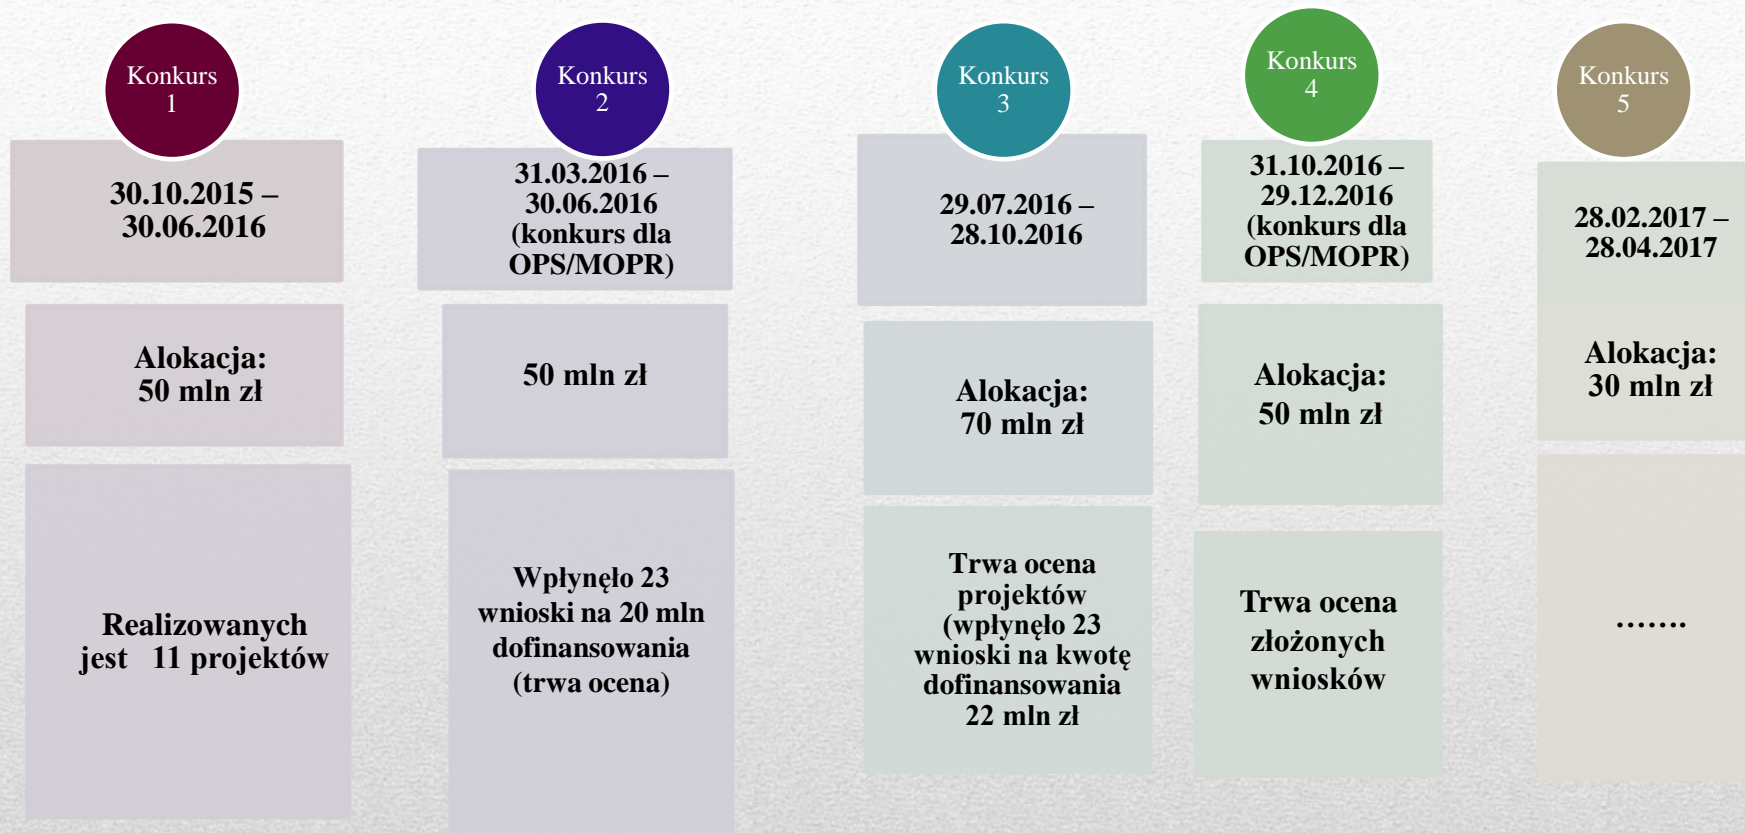 Konkurs
1
30.10.2015 –
30.06.2016
Alokacja:
50 mln zł
Realizowanych
jest 11 projektów
Konkurs
2
31.03.2016 –
30.06.2016
(konkurs dla
OPS/MOPR)
50 mln zł
Wpłynęło 23
wnioski na 20 mln
dofinansowania
(trwa ocena)
Konkurs
3
29.07.2016 –
28.10.2016
Alokacja:
70 mln zł
Trwa ocena
projektów
(wpłynęło 23
wnioski na kwotę
dofinansowania
22 mln zł
Konkurs
4
31.10.2016 –
29.12.2016
(konkurs dla
OPS/MOPR)
Alokacja:
50 mln zł
Trwa ocena
złożonych
wniosków
Konkurs
5
28.02.2017 –
28.04.2017
Alokacja:
30 mln zł
…….